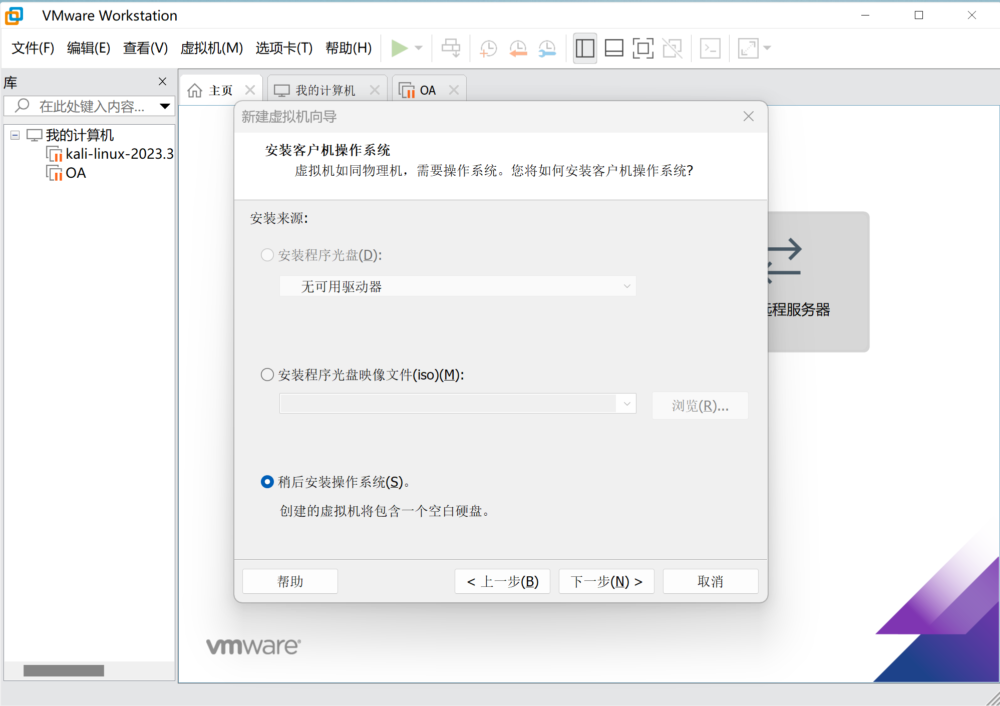 VMware Workstation
文件(F) 编辑(E) 查看(V) 虚拟机(M) 选项卡(T) 帮助(H)
库
在此处键入内容...
我的计算机
kali-linux-2023.3
OA
主页
我的计算机
OA
新建虚拟机向导
安装客户机操作系统
虚拟机如同物理机，需要操作系统。您将如何安装客户机操作系统?
安装来源:
安装程序光盘(D):
无可用驱动器
安装程序光盘映像文件(iso)(M):
浏览(R)...
稍后安装操作系统(S)。
创建的虚拟机将包含一个空白硬盘。
帮助
< 上一步(B)
下一步(N) >
取消
程服务器
vmware®